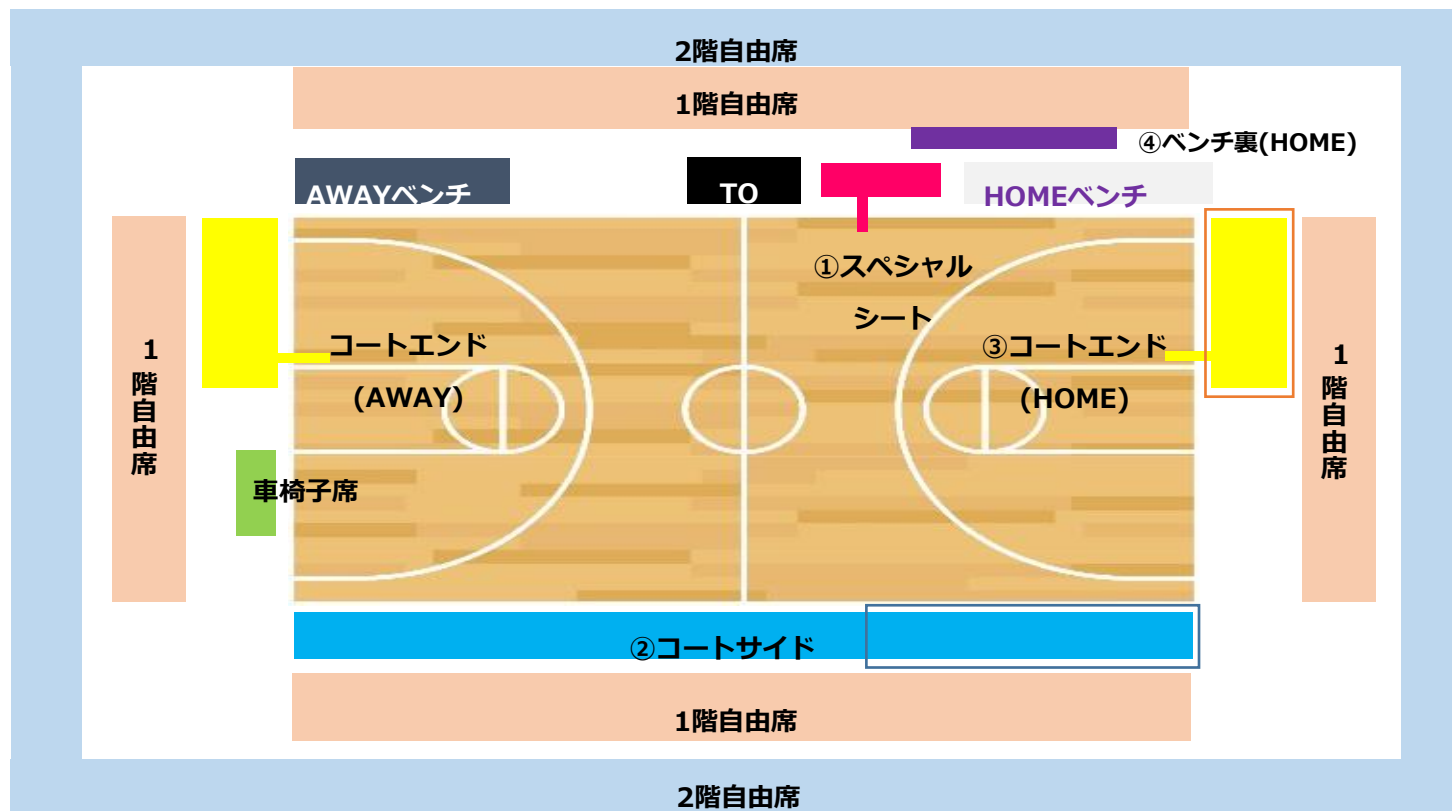 2階自由席
1階自由席
④ベンチ裏(HOME)
AWAYベンチ
TO
HOMEベンチ
①スペシャル
シート
コートエンド
(AWAY)
③コートエンド
(HOME)
1階自由席
1階自由席
車椅子席
②コートサイド
1階自由席
2階自由席